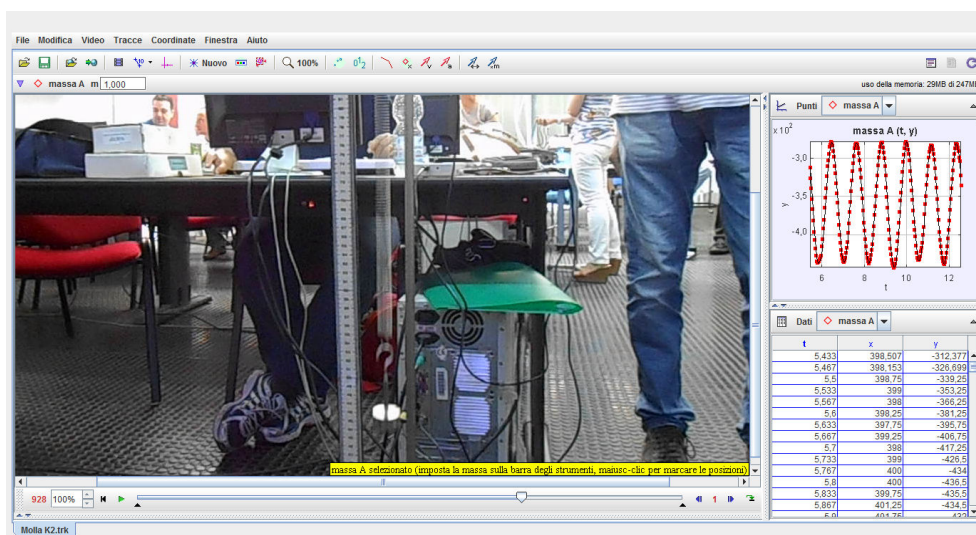 File Modifica Video Tracce Coordinate Finestra Aiuto
Nuovo 100%
massa A m 1,000
uso della memoria: 29MB di 247M
Punti massa A
massa A (t, y)
x 10²
-3,0
-3,5
-4,0
y
6 8 10 12
t
Dati massa A
t x y
5,433 398,507 -312,377
5,467 398,153 -326,699
5,5 398,75 -339,25
5,533 399 -353,25
5,567 398 -366,25
5,6 398,25 -381,25
5,633 397,75 -395,75
5,667 399,25 -406,75
5,7 398 -417,25
5,733 399 -426,5
5,767 400 -434
5,8 400 -436,5
5,833 399,75 -435,5
5,867 401,25 -434,5
5,9 401,75 -432
massa A selezionato (imposta la massa sulla barra degli strumenti, maiusc-clic per marcare le posizioni)
928 100% 1
Molla K2.trk